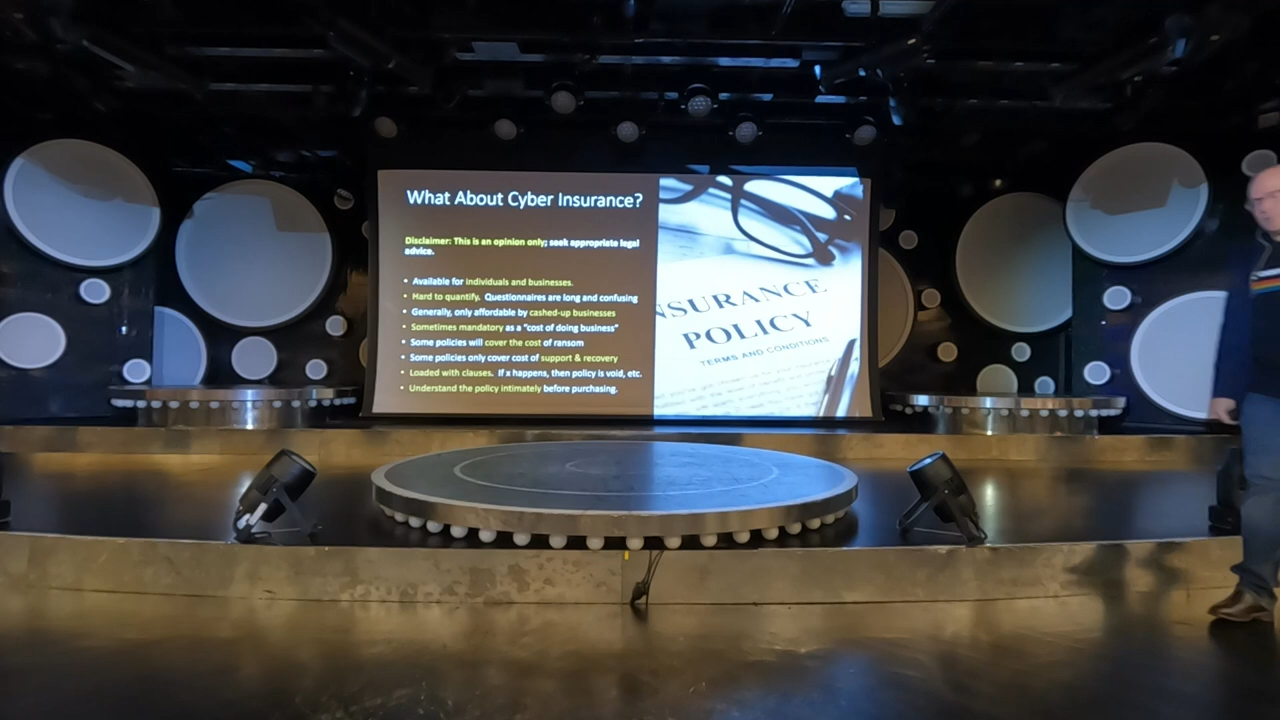 What About Cyber Insurance?
Disclaimer: This is an opinion only; seek appropriate legal
advice.
• Available for individuals and businesses.
• Hard to quantify. Questionnaires are long and confusing
• Generally, only affordable by cashed-up businesses
• Sometimes mandatory as a "cost of doing business"
• Some policies will cover the cost of ransom
• Some policies only cover cost of support & recovery
• Loaded with clauses. If x happens, then policy is void, etc.
• Understand the policy intimately before purchasing.
NSURANCE
POLICY
TERMS AND CONDITIONS